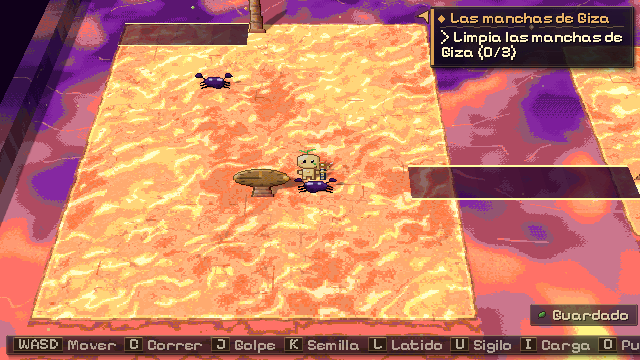 Las manchas de Giza
Limpia las manchas de
Giza (0/3)
Guardado
WASD Mover C Correr J Golpe K Semilla L Latido U Sigilo I Carga O Pu